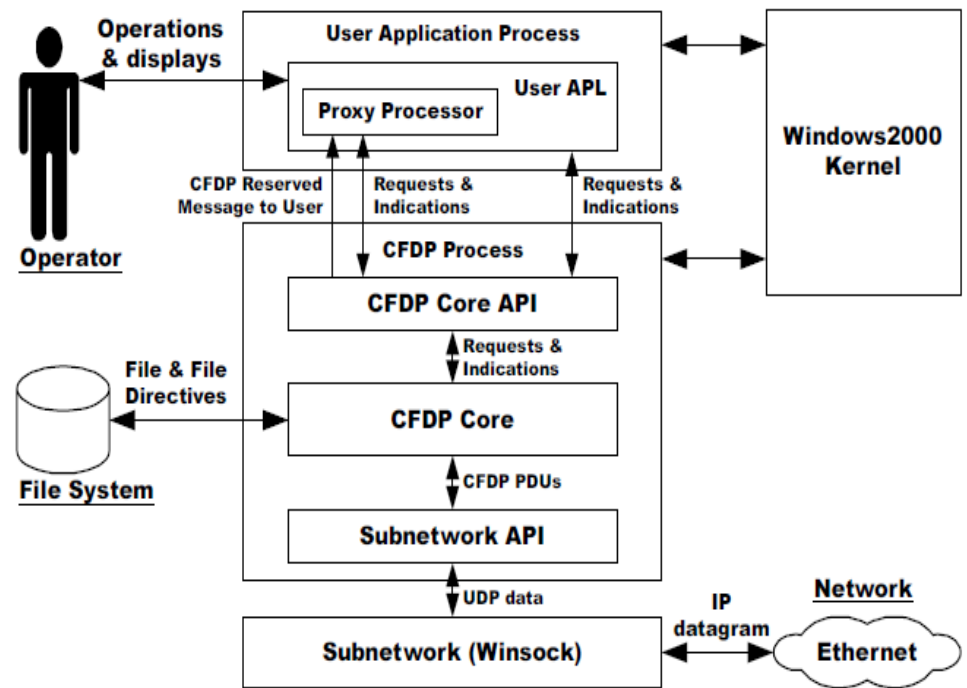 Operations
& displays
User Application Process
User APL
Proxy Processor
Windows2000
Kernel
CFDP Reserved
Message to User
Requests &
Indications
Requests &
Indications
Operator
CFDP Process
CFDP Core API
Requests &
Indications
File & File
Directives
CFDP Core
File System
CFDP PDUs
Subnetwork API
UDP data
Network
IP
datagram
Subnetwork (Winsock)
Ethernet